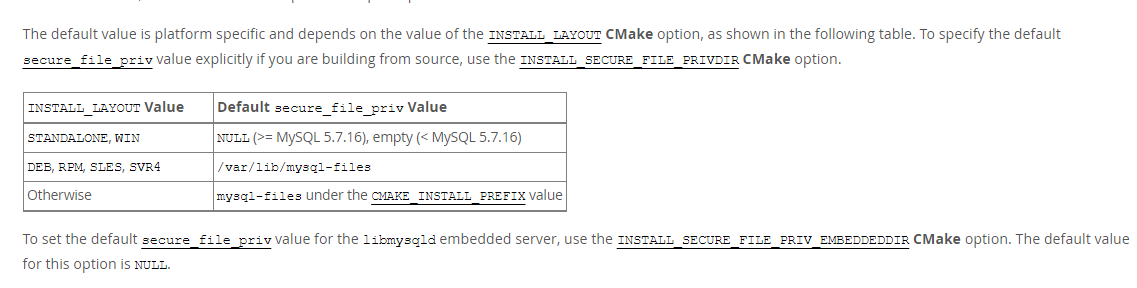 The default value is platform specific and depends on the value of the INSTALL_LAYOUT CMake option, as shown in the following table. To specify the default
secure_file_priv value explicitly if you are building from source, use the INSTALL_SECURE_FILE_PRIVDIR CMake option.
INSTALL_LAYOUT Value Default secure_file_priv Value
STANDALONE, WIN NULL (>= MySQL 5.7.16), empty (< MySQL 5.7.16)
DEB, RPM, SLES, SVR4 /var/lib/mysql-files
Otherwise mysql-files under the CMAKE_INSTALL_PREFIX value
To set the default secure_file_priv value for the libmysqld embedded server, use the INSTALL_SECURE_FILE_PRIV_EMBEDDEDDIR CMake option. The default value
for this option is NULL.